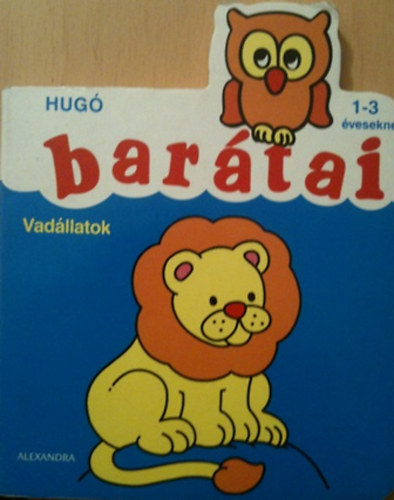 HUGÓ
1-3
évesekne
barátai
Vadállatok
ALEXANDRA